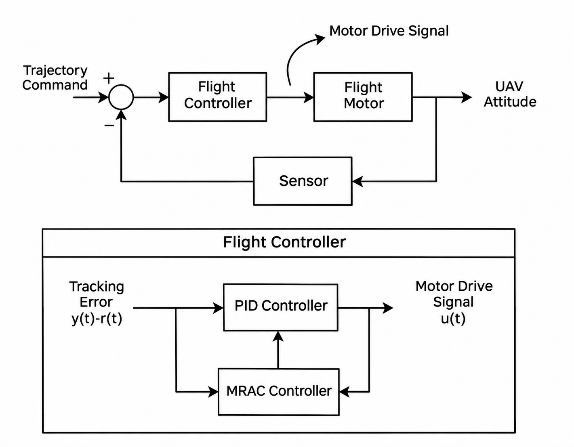 Motor Drive Signal
Trajectory
Command
+
−
Flight
Controller
Flight
Motor
UAV
Attitude
Sensor
Flight Controller
Tracking
Error
y(t)-r(t)
PID Controller
Motor Drive
Signal
u(t)
MRAC Controller